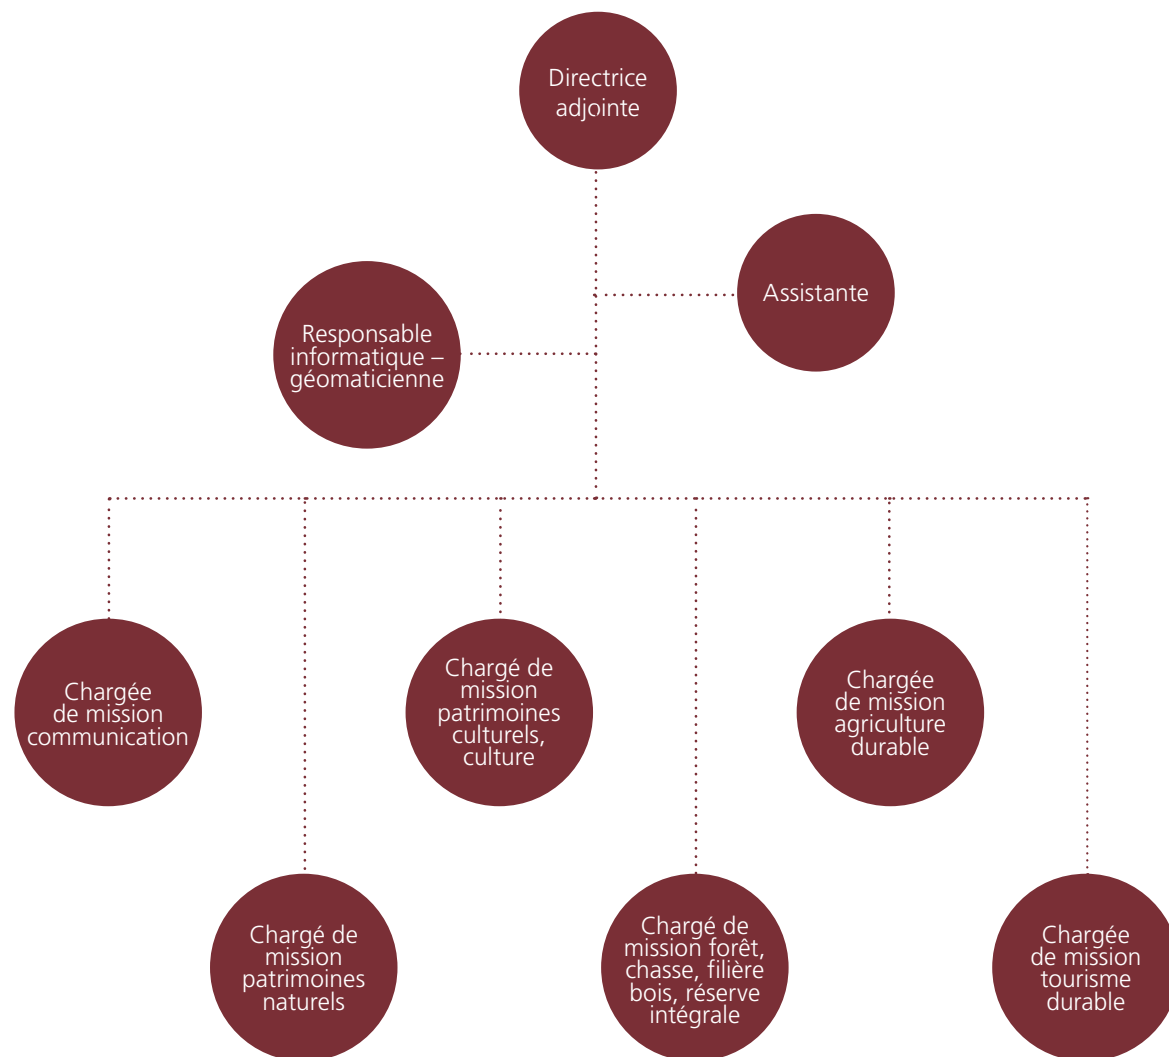 Directrice
adjointe
Assistante
Responsable
informatique –
géomaticienne
Chargée
de mission
communication
Chargé de
mission
patrimoines
culturels,
culture
Chargée
de mission
agriculture
durable
Chargé de
mission
patrimoines
naturels
Chargé de
mission forêt,
chasse, filière
bois, réserve
intégrale
Chargée
de mission
tourisme
durable